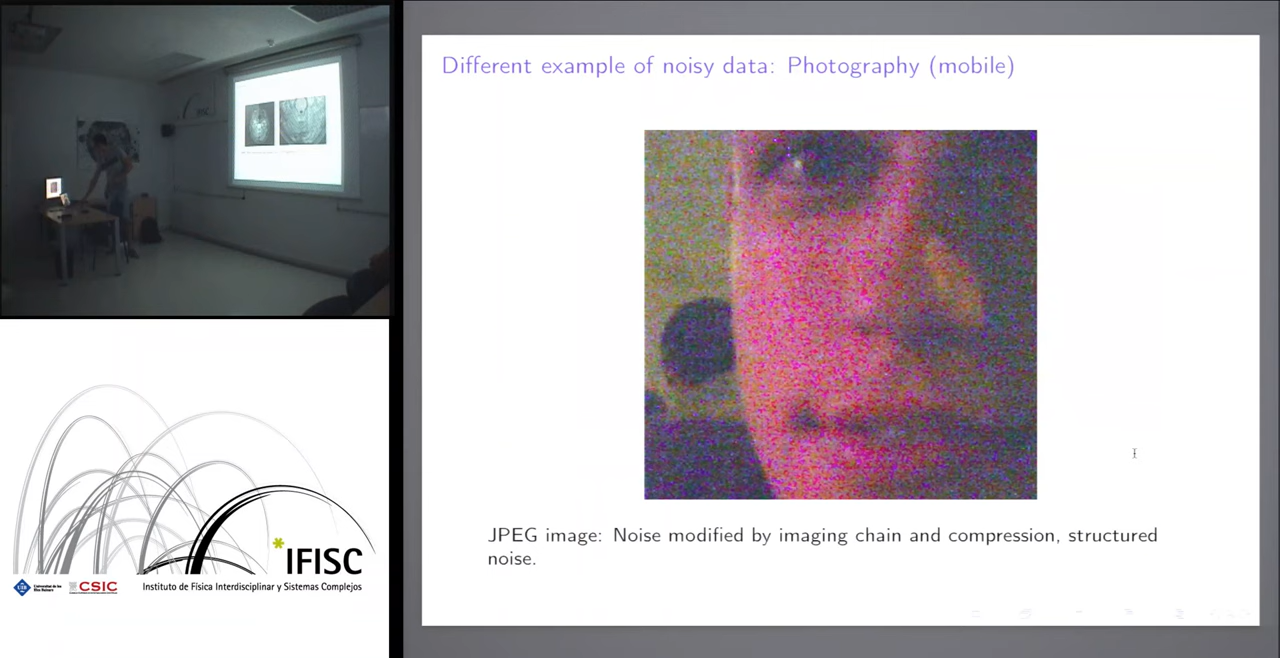 Different example of noisy data: Photography (mobile)
JPEG image: Noise modified by imaging chain and compression, structured
noise.
IFISC
CSIC
Instituto de Física Interdisciplinar y Sistemas Complejos